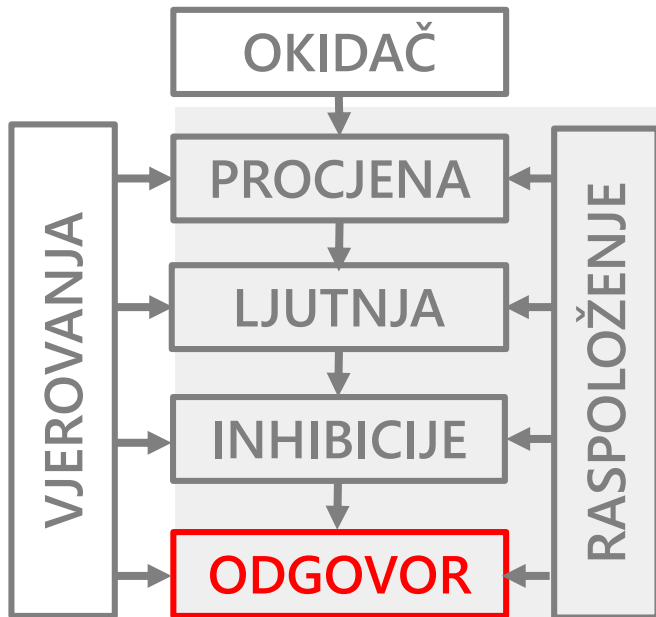 OKIDAČ
PROCJENA
LJUTNJA
INHIBICIJE
ODGOVOR
VJEROVANJA
RASPOLOŽENJE